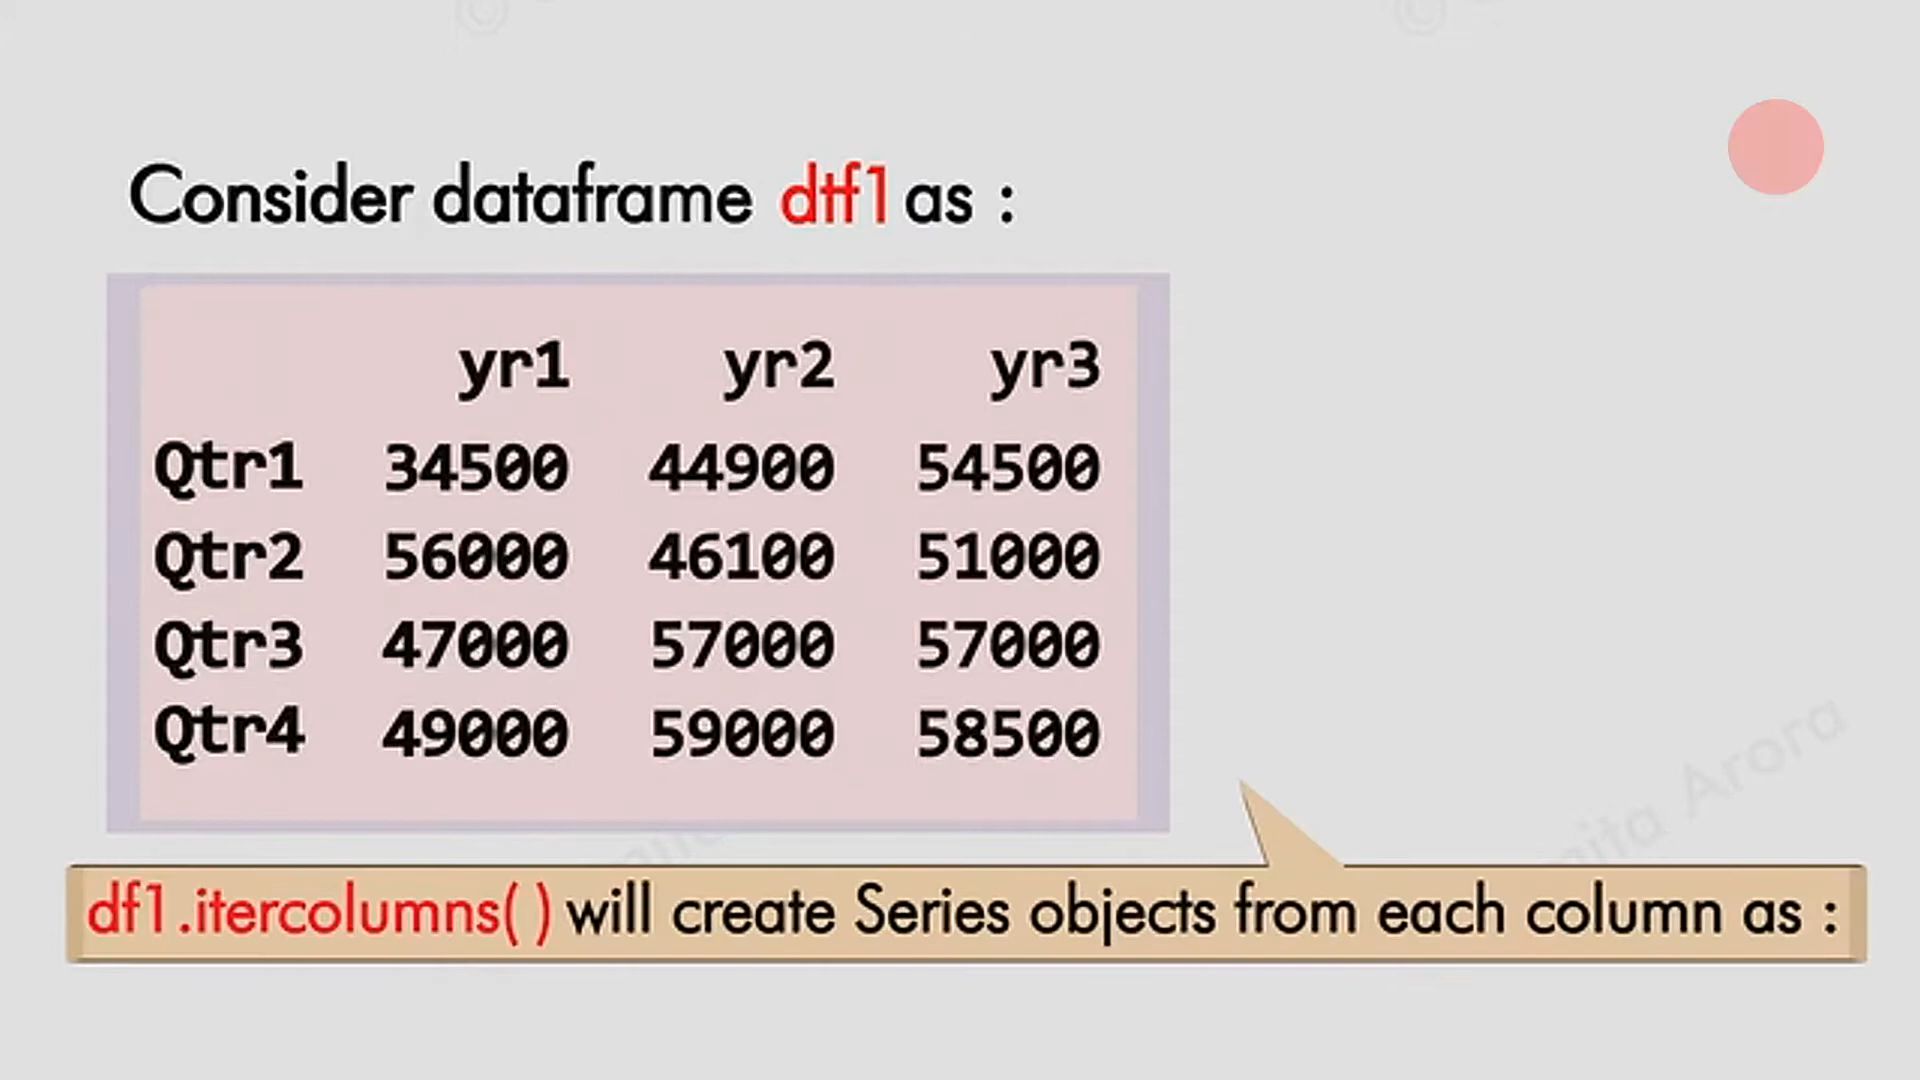 ©
©
Consider dataframe dtf1 as :
yr1 yr2 yr3
Qtr1 34500 44900 54500
Qtr2 56000 46100 51000
Qtr3 47000 57000 57000
Qtr4 49000 59000 58500
Arora
df1.itercolumns( ) will create Series objects from each column as :